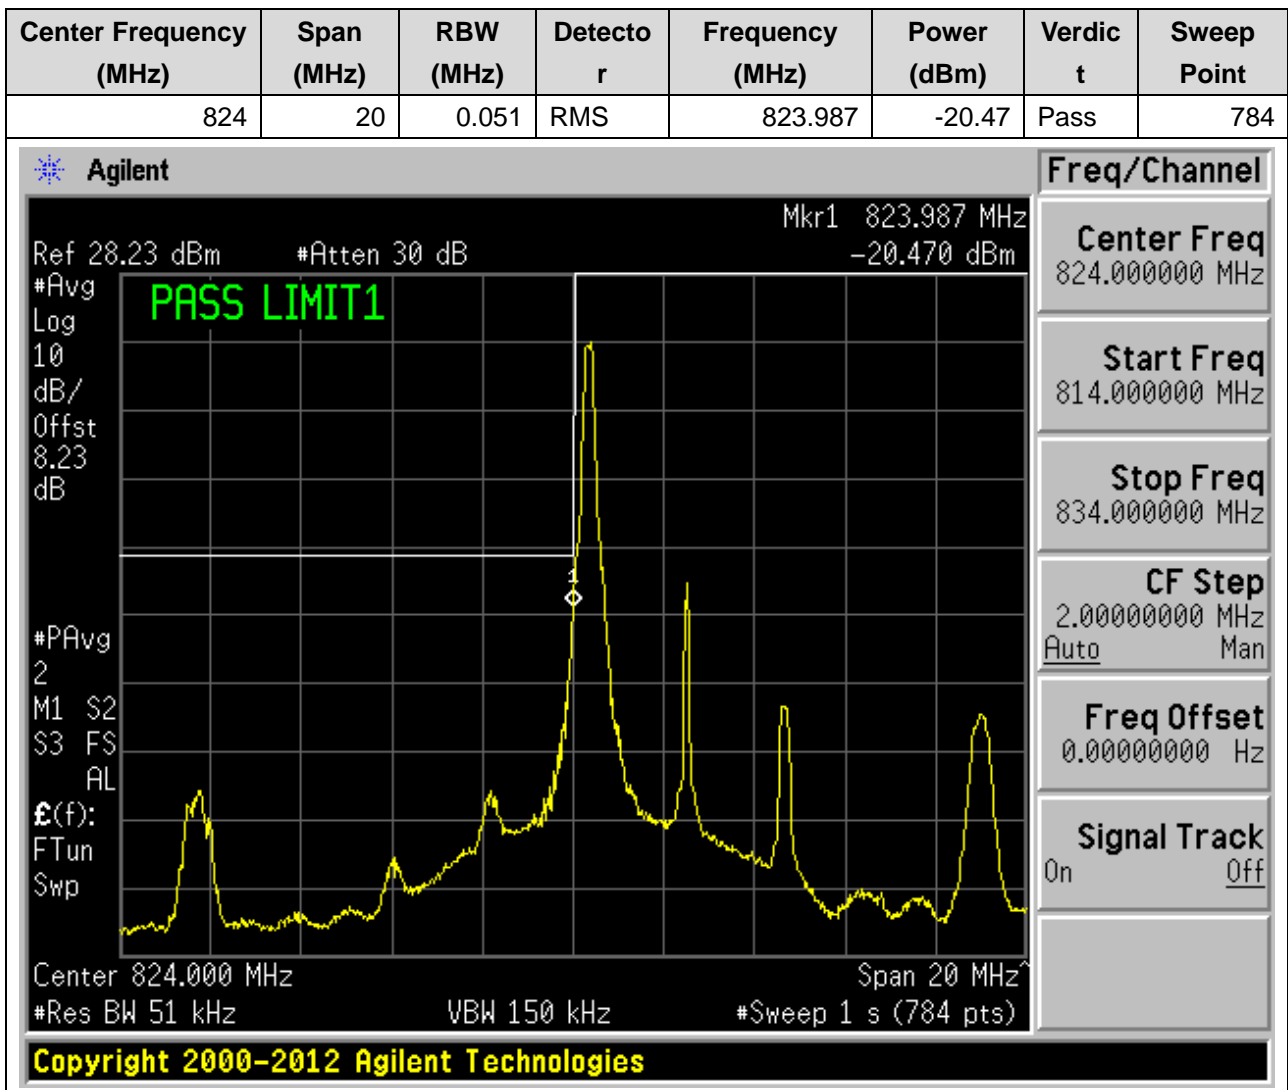 Center Frequency Span RBW Detecto Frequency Power Verdic Sweep
(MHz) (MHz) (MHz) r (MHz) (dBm) t Point
824 20 0.051 RMS 823.987 -20.47 Pass 784
Agilent Freq/Channel
Mkr1 823.987 MHz
Ref 28.23 dBm #Atten 30 dB -20.470 dBm
#Avg
Log
10
dB/
Offst
8.23
dB
PASS LIMIT1
1
#PAvg
2
M1 S2
S3 FS
AL
£(f):
FTun
Swp
Center 824.000 MHz Span 20 MHz^
#Res BW 51 kHz VBW 150 kHz #Sweep 1 s (784 pts)
Center Freq
824.000000 MHz
Start Freq
814.000000 MHz
Stop Freq
834.000000 MHz
CF Step
2.00000000 MHz
Auto Man
Freq Offset
0.00000000 Hz
Signal Track
On Off
Copyright 2000-2012 Agilent Technologies